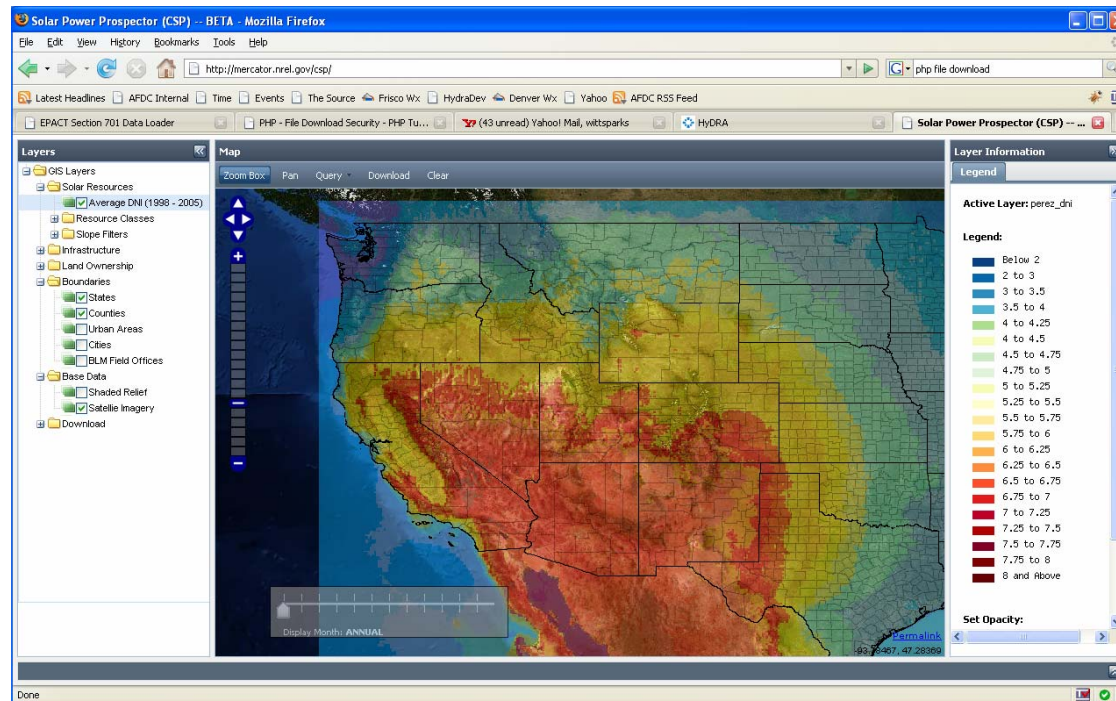 Solar Power Prospector (CSP) -- BETA - Mozilla Firefox
File Edit View History Bookmarks Tools Help
http://mercator.nrel.gov/csp/
php file download
Latest Headlines AFDC Internal Time Events The Source Frisco Wx HydraDev Denver Wx Yahoo AFDC RSS Feed
EPACT Section 701 Data Loader PHP - File Download Security - PHP Tu... (43 unread) Yahoo! Mail, wittsparks HyDRA Solar Power Prospector (CSP) -- ...
Layers
GIS Layers
Solar Resources
Average DNI (1998 - 2005)
Resource Classes
Slope Filters
Infrastructure
Land Ownership
Boundaries
States
Counties
Urban Areas
Cities
BLM Field Offices
Base Data
Shaded Relief
Satellie Imagery
Download
Map
Zoom Box Pan Query Download Clear
Display Month: ANNUAL
Permalink
Layer Information
Legend
Active Layer: perez_dni
Legend:
Below 2
2 to 3
3 to 3.5
3.5 to 4
4 to 4.25
4 to 4.5
4.5 to 4.75
4.75 to 5
5 to 5.25
5.25 to 5.5
5.5 to 5.75
5.75 to 6
6 to 6.25
6.25 to 6.5
6.5 to 6.75
6.75 to 7
7 to 7.25
7.25 to 7.5
7.5 to 7.75
7.75 to 8
8 and Above
Set Opacity:
Done